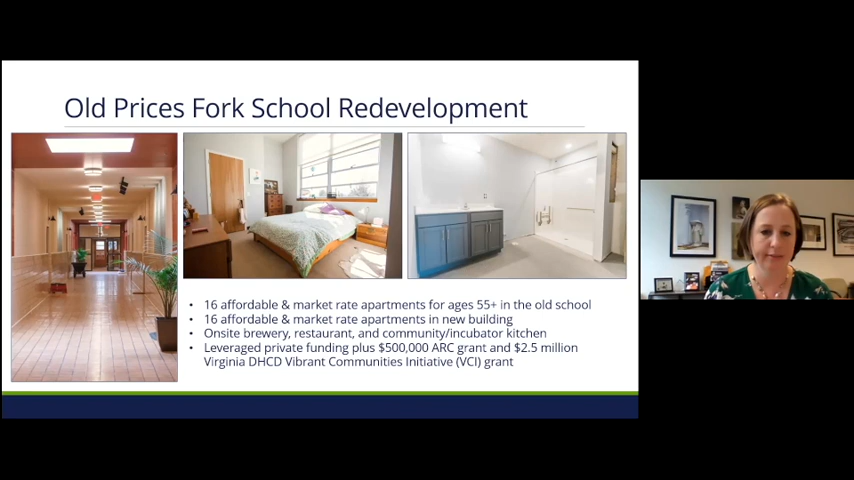 Old Prices Fork School Redevelopment
• 16 affordable & market rate apartments for ages 55+ in the old school
• 16 affordable & market rate apartments in new building
• Onsite brewery, restaurant, and community/incubator kitchen
• Leveraged private funding plus $500,000 ARC grant and $2.5 million
Virginia DHCD Vibrant Communities Initiative (VCI) grant